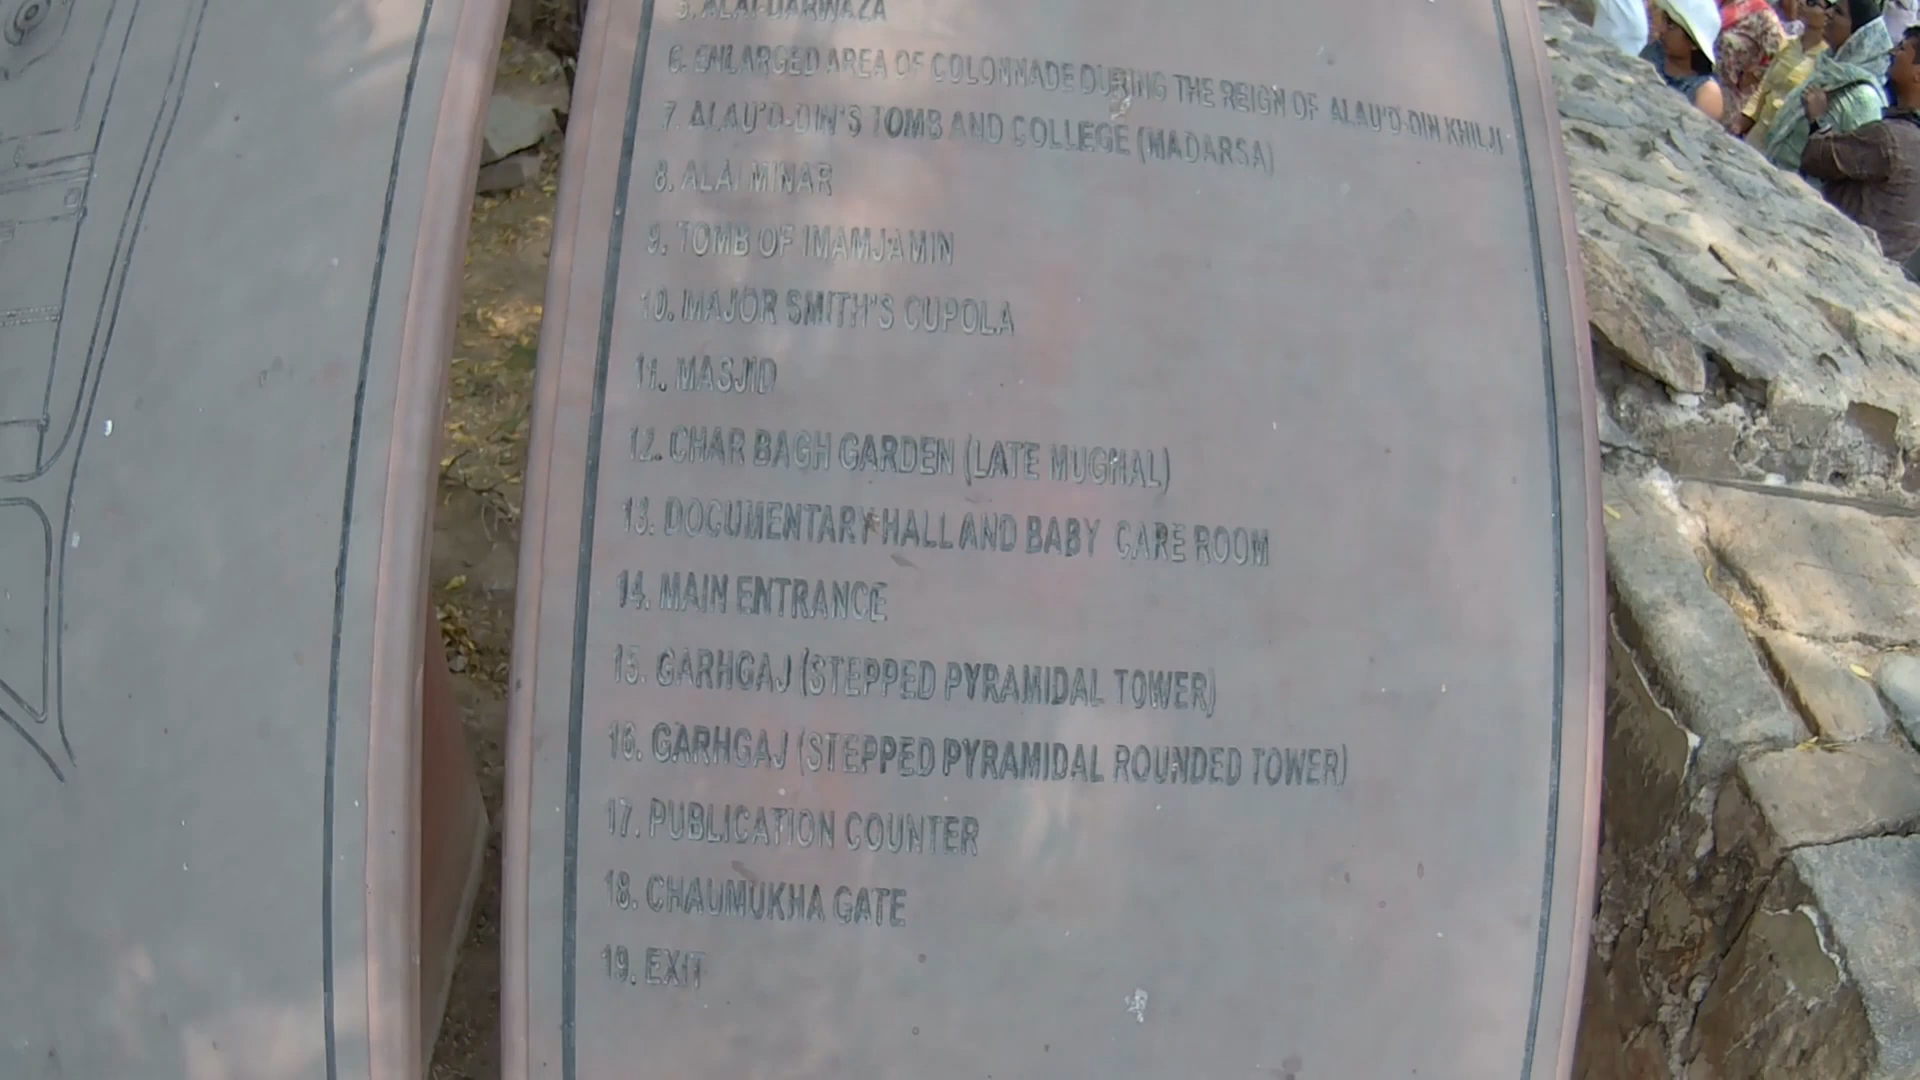 5. ALAI-DARWAZA
6. ENLARGED AREA OF COLONNADE DURING THE REIGN OF ALAU'D-DIN KHILJI
7. ALAU'D-DIN'S TOMB AND COLLEGE (MADARSA)
8. ALAI MINAR
9. TOMB OF IMAMJAMIN
10. MAJOR SMITH'S CUPOLA
11. MASJID
12. CHAR BAGH GARDEN (LATE MUGHAL)
13. DOCUMENTARY HALL AND BABY CARE ROOM
14. MAIN ENTRANCE
15. GARHGAJ (STEPPED PYRAMIDAL TOWER)
16. GARHGAJ (STEPPED PYRAMIDAL ROUNDED TOWER)
17. PUBLICATION COUNTER
18. CHAUMUKHA GATE
19. EXIT